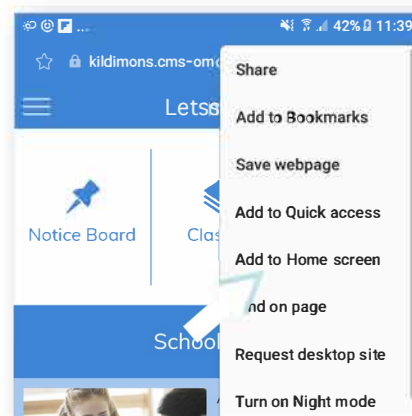 42% 11:39
kildimons.cms-om
Share
Lets
Add to Bookmarks
Save webpage
Add to Quick access
Notice Board
Clas
Add to Home screen
nd on page
School
Request desktop site
Turn on Night mode